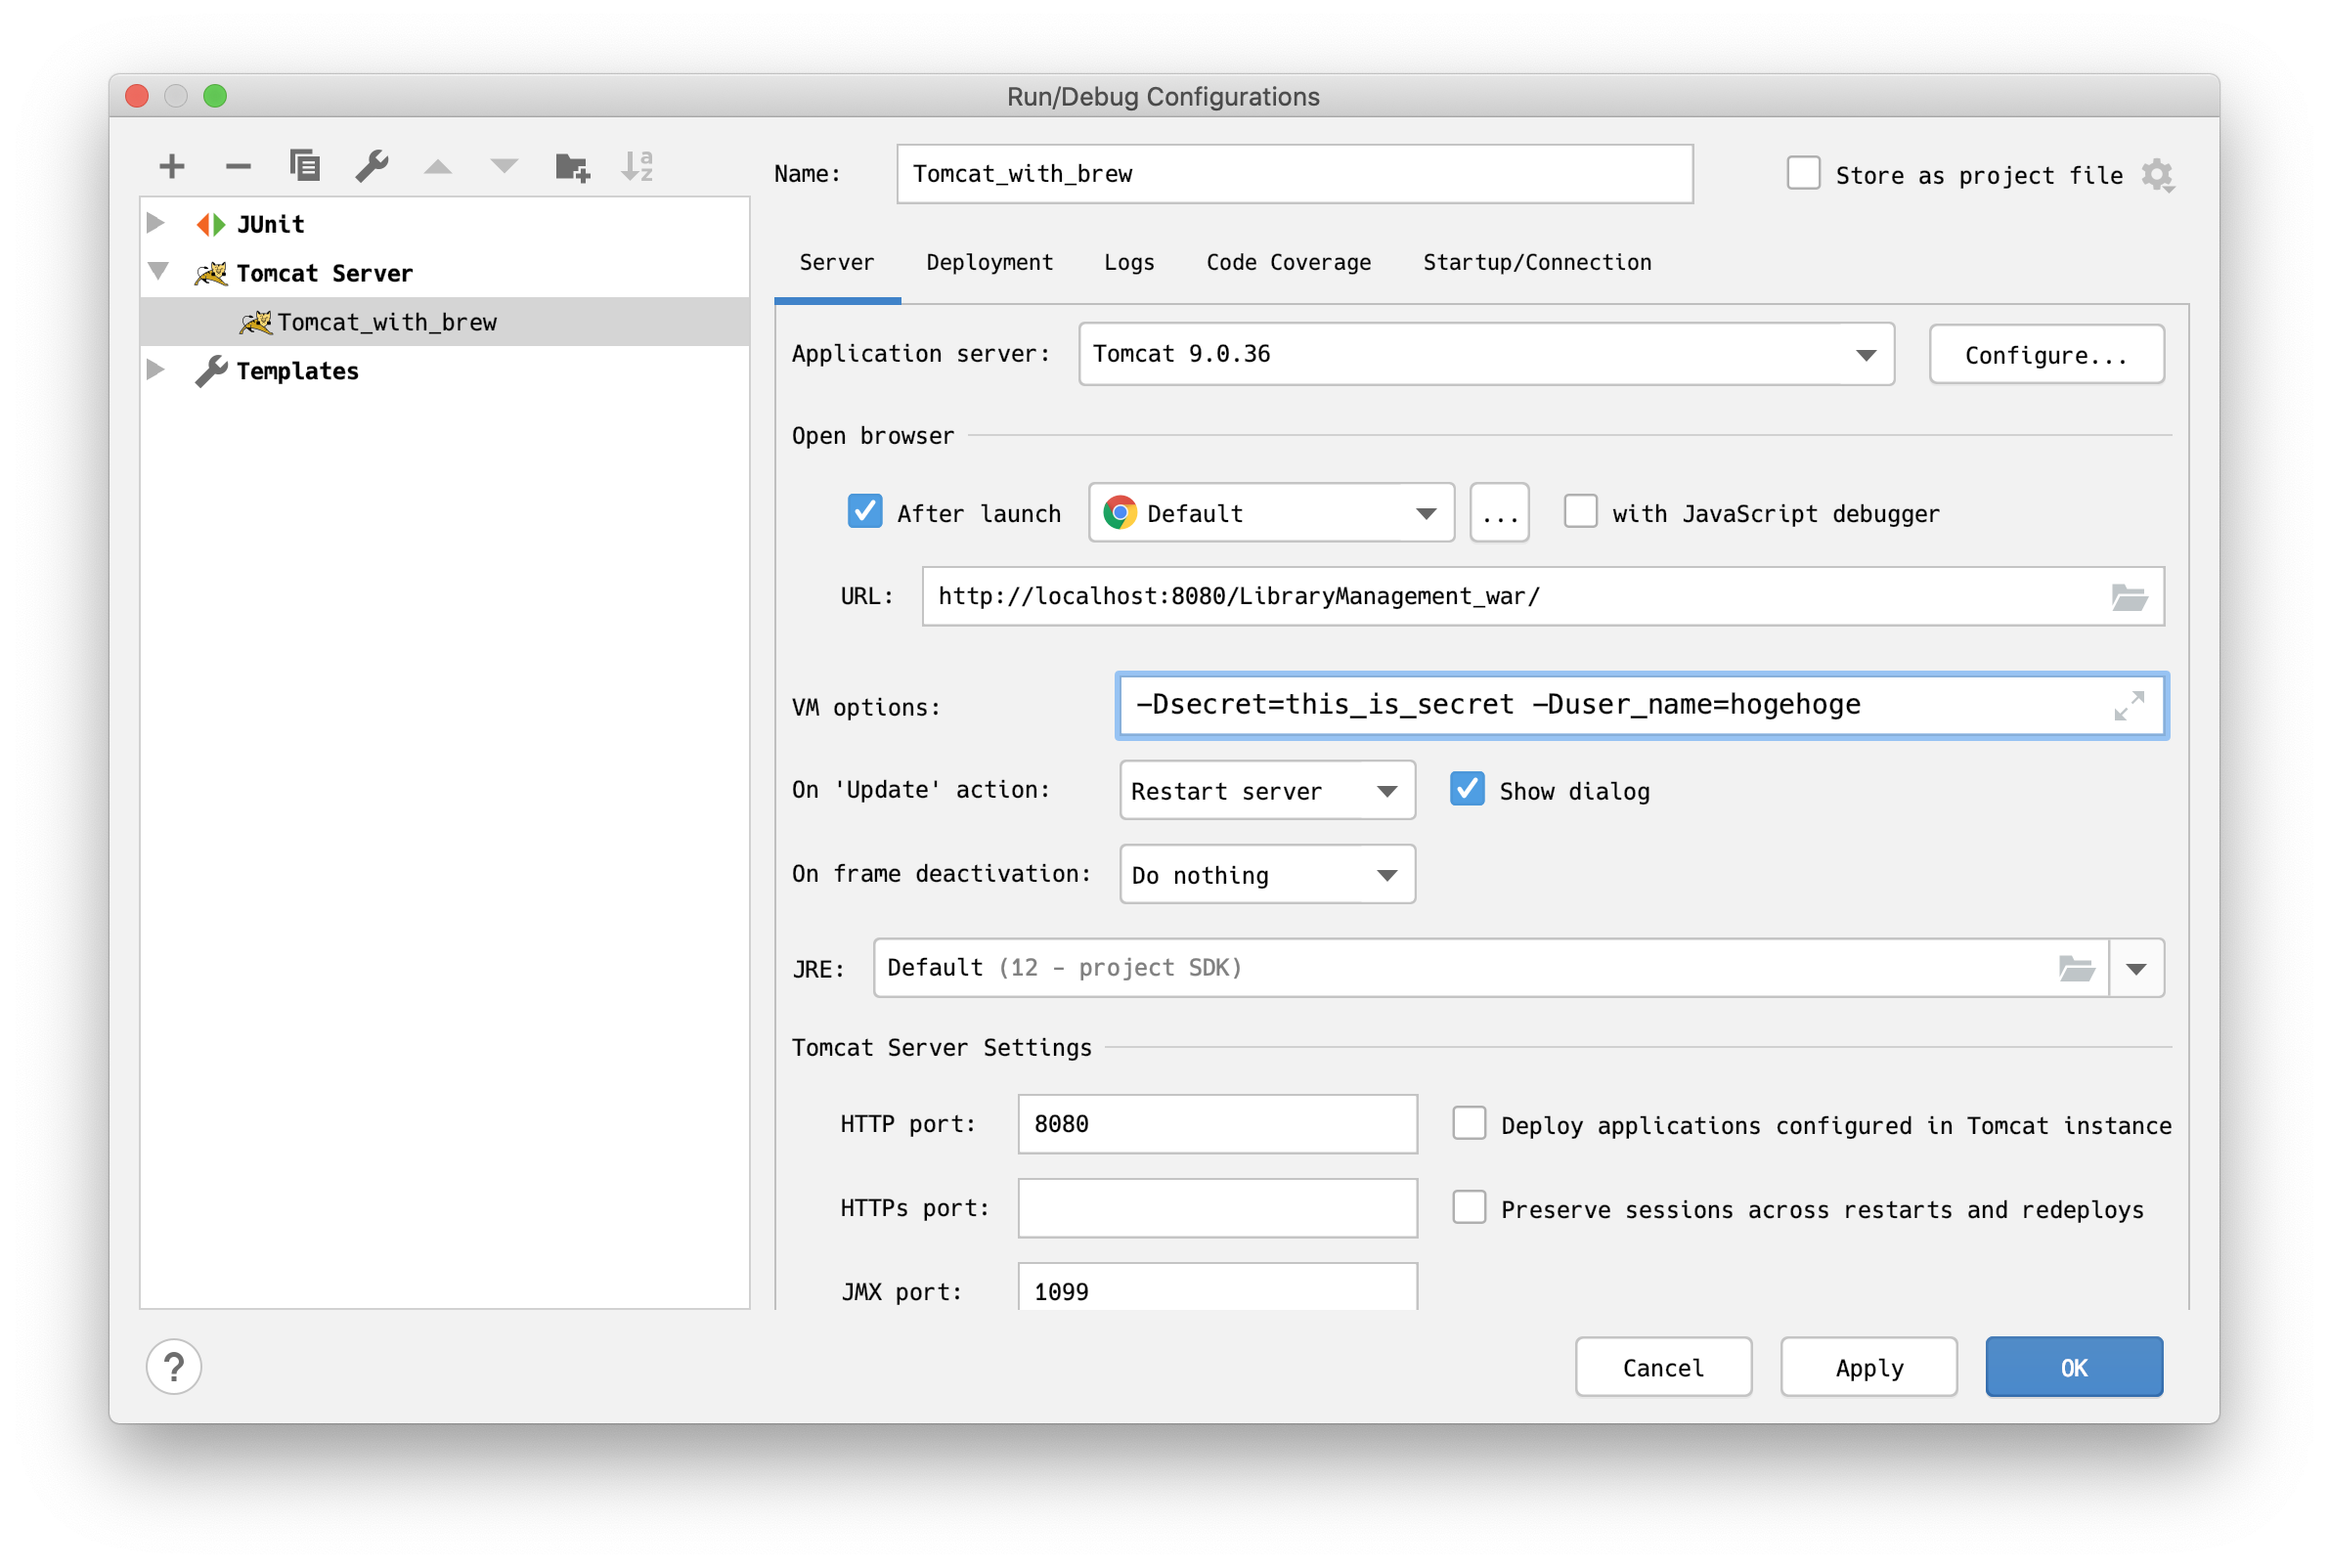 Run/Debug Configurations
Name: Tomcat_with_brew Store as project file
JUnit
Tomcat Server
Tomcat_with_brew
Templates
Server Deployment Logs Code Coverage Startup/Connection
Application server: Tomcat 9.0.36 Configure...
Open browser
After launch Default ... with JavaScript debugger
URL: http://localhost:8080/LibraryManagement_war/
VM options: -Dsecret=this_is_secret -Duser_name=hogehoge
On 'Update' action: Restart server Show dialog
On frame deactivation: Do nothing
JRE: Default (12 - project SDK)
Tomcat Server Settings
HTTP port: 8080 Deploy applications configured in Tomcat instance
HTTPs port: Preserve sessions across restarts and redeploys
JMX port: 1099
? Cancel Apply OK